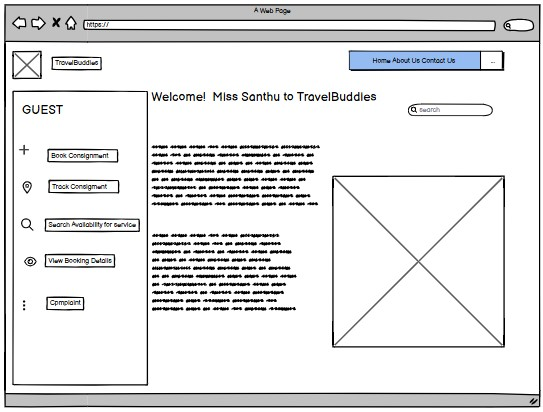 A Web Page
https://
TravelBuddies
Home About Us Contact Us
...
GUEST
Welcome! Miss Santhu to TravelBuddies
search
Book Consignment
Track Consigment
Search Availability for service
View Booking Details
Complaint